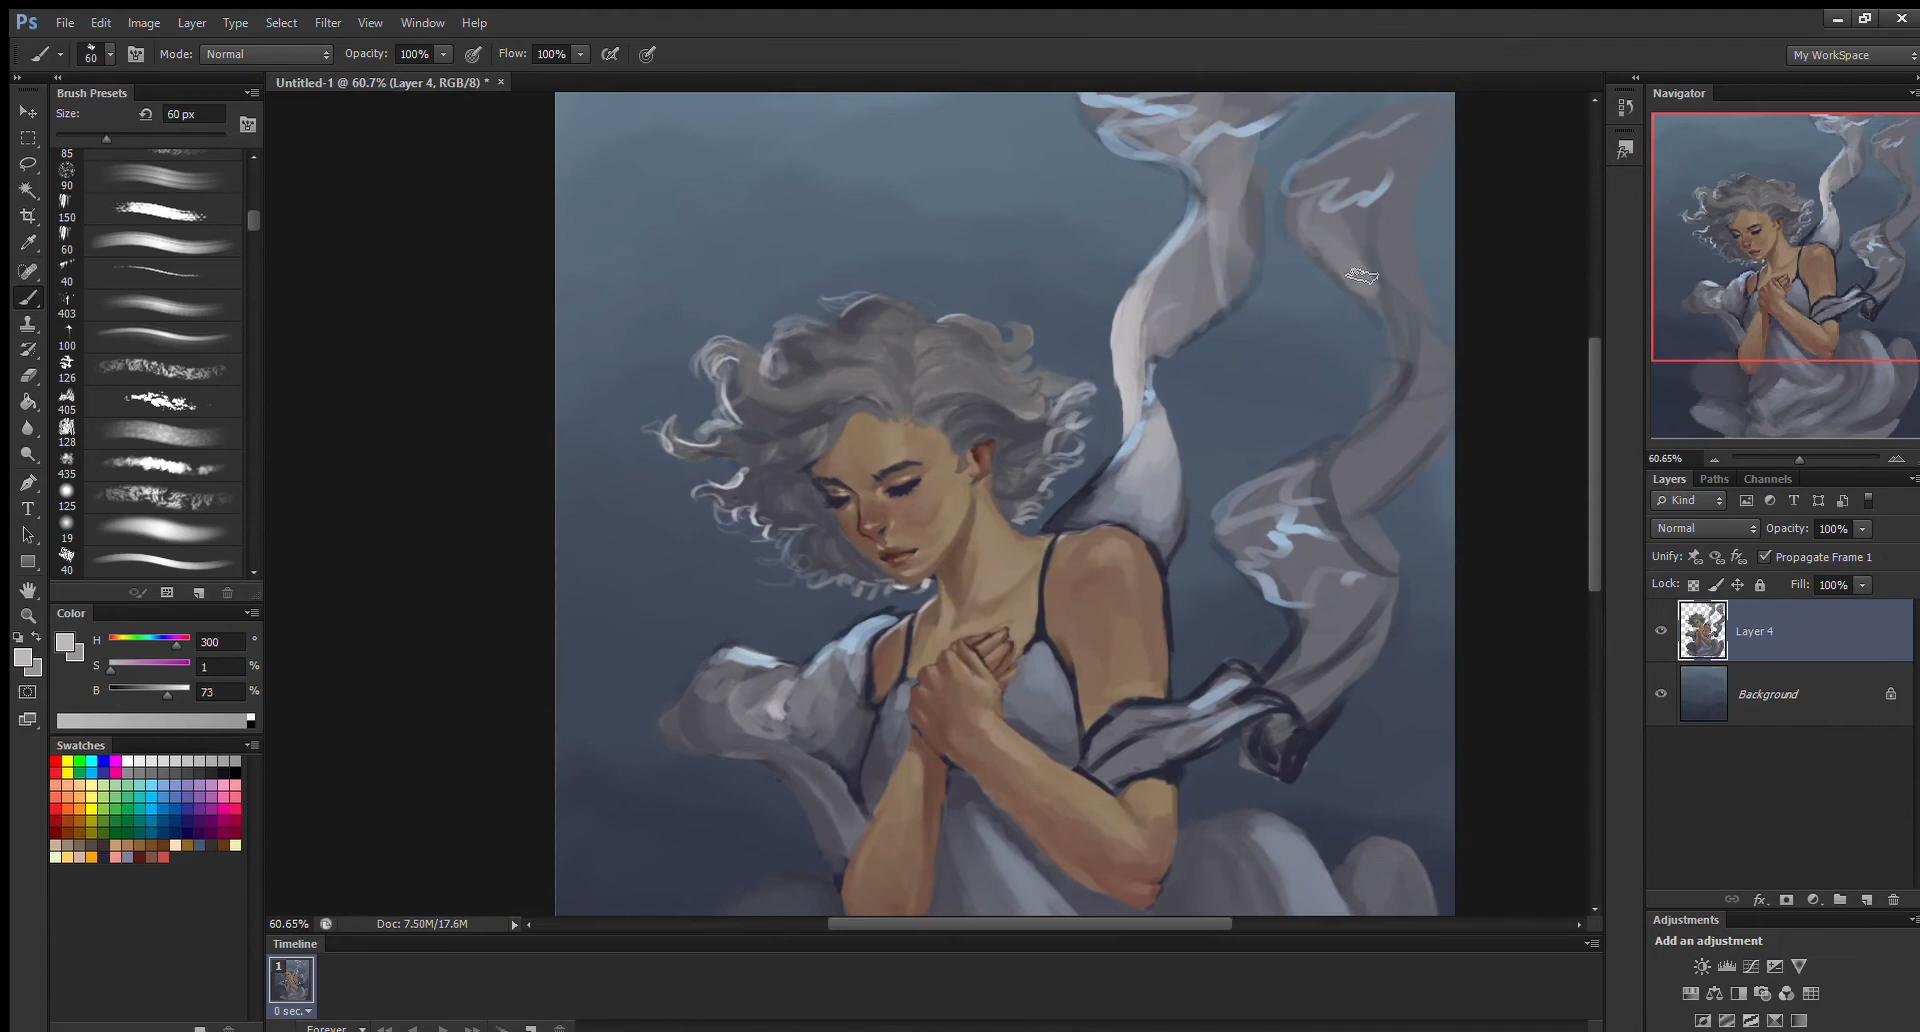 Ps File Edit Image Layer Type Select Filter View Window Help
60 Mode: Normal Opacity: 100% Flow: 100% My WorkSpace
Untitled-1 @ 60.7% (Layer 4, RGB/8) * ×
Brush Presets
Size: 60 px
85
90
150
60
40
403
100
126
405
128
435
125
19
40
Color
H 300 °
S 1 %
B 73 %
Swatches
60.65% Doc: 7.50M/17.6M
Timeline
1
0 sec.
Forever
Navigator
60.65%
Layers Paths Channels
Kind
Normal Opacity: 100%
Unify: Propagate Frame 1
Lock: Fill: 100%
Layer 4
Background
Adjustments
Add an adjustment